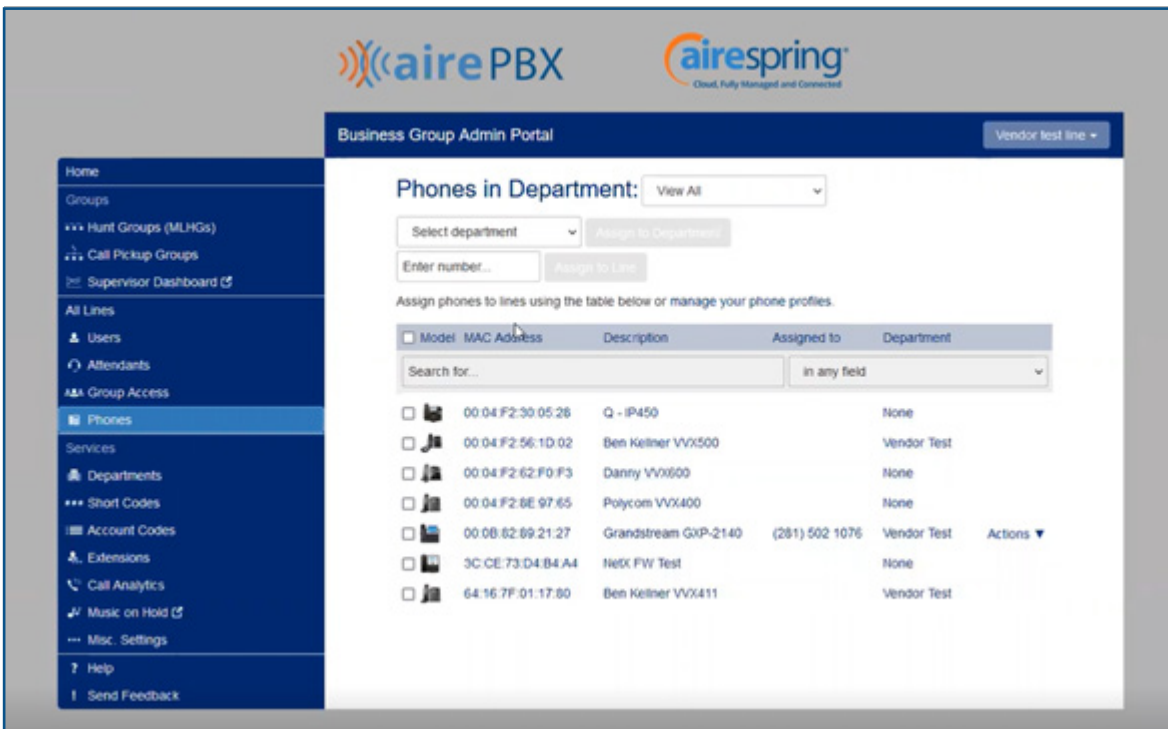 aire PBX
airespring
Cloud, Fully Managed and Connected
Business Group Admin Portal
Vendor test line
Home
Groups
Hunt Groups (MLHGs)
Call Pickup Groups
Supervisor Dashboard
All Lines
Users
Attendants
Group Access
Phones
Services
Departments
Short Codes
Account Codes
Extensions
Call Analytics
Music on Hold
Misc. Settings
Help
Send Feedback
Phones in Department: View All
Select department Assign to Department
Enter number... Assign to Line
Assign phones to lines using the table below or manage your phone profiles.
Model MAC Address Description Assigned to Department
Search for... in any field
00:04:F2:30:05:28 Q - IP450 None
00:04:F2:56:1D:02 Ben Kellner VVX500 Vendor Test
00:04:F2:62:F0:F3 Danny VVX600 None
00:04:F2:8E:97:65 Polycom VVX400 None
00:0B:82:89:21:27 Grandstream GXP-2140 (281) 502 1076 Vendor Test Actions ▼
3C:CE:73:D4:B4:A4 NetX FW Test None
64:16:7F:01:17:80 Ben Kellner VVX411 Vendor Test